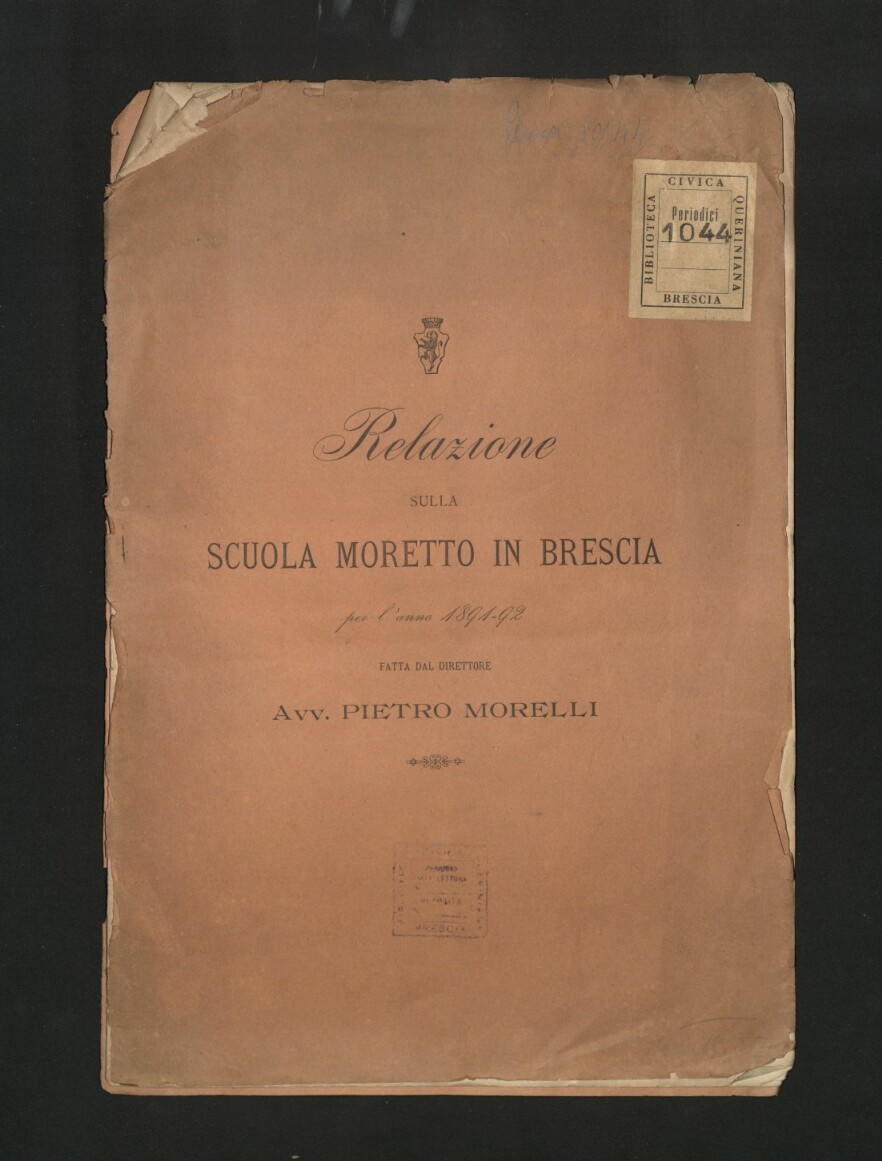 CIVICA
BIBLIOTECA
QUERINIANA
Periodici
1044
BRESCIA
Relazione
SULLA
SCUOLA MORETTO IN BRESCIA
per l'anno 1891-92
FATTA DAL DIRETTORE
Avv. PIETRO MORELLI
BRESCIA